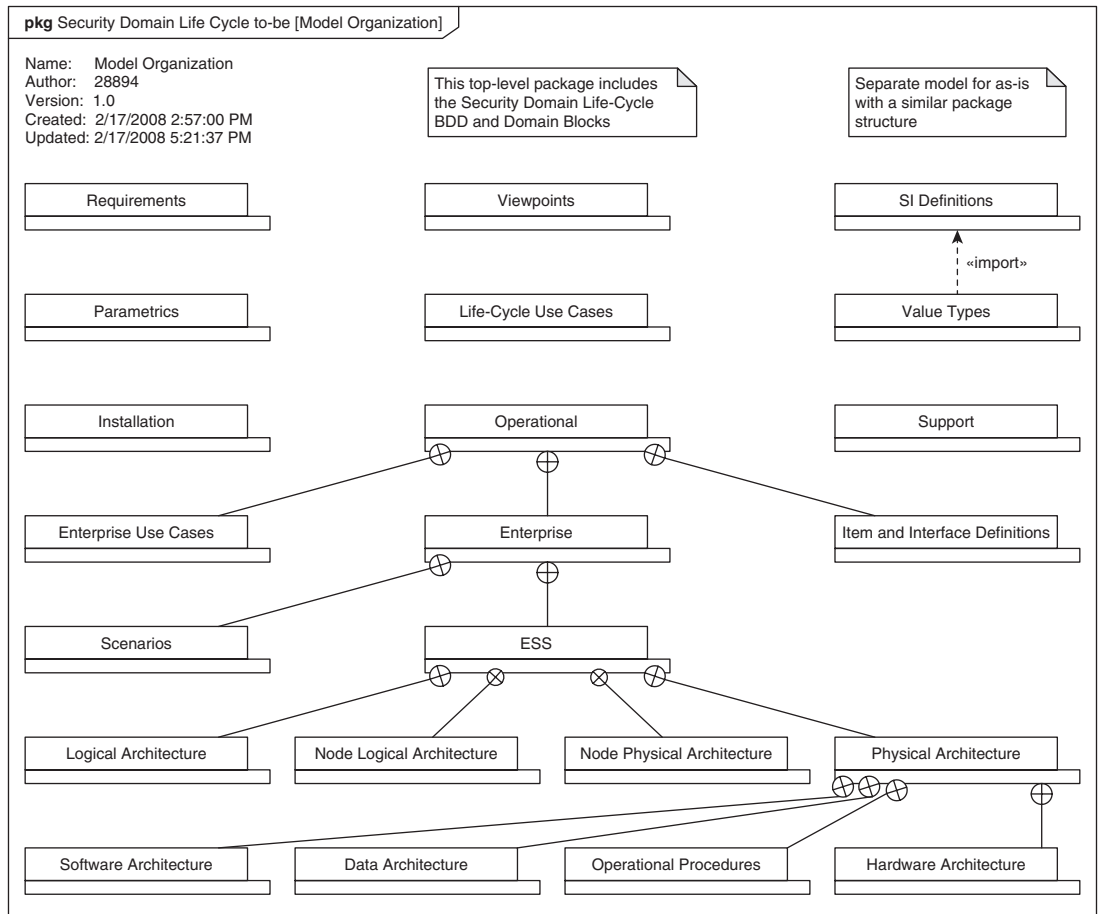 pkg Security Domain Life Cycle to-be [Model Organization]
Name: Model Organization
Author: 28894
Version: 1.0
Created: 2/17/2008 2:57:00 PM
Updated: 2/17/2008 5:21:37 PM
This top-level package includes
the Security Domain Life-Cycle
BDD and Domain Blocks
Separate model for as-is
with a similar package
structure
Requirements
Viewpoints
SI Definitions
«import»
Parametrics
Life-Cycle Use Cases
Value Types
Installation
Operational
Support
Enterprise Use Cases
Enterprise
Item and Interface Definitions
Scenarios
ESS
Logical Architecture
Node Logical Architecture
Node Physical Architecture
Physical Architecture
Software Architecture
Data Architecture
Operational Procedures
Hardware Architecture